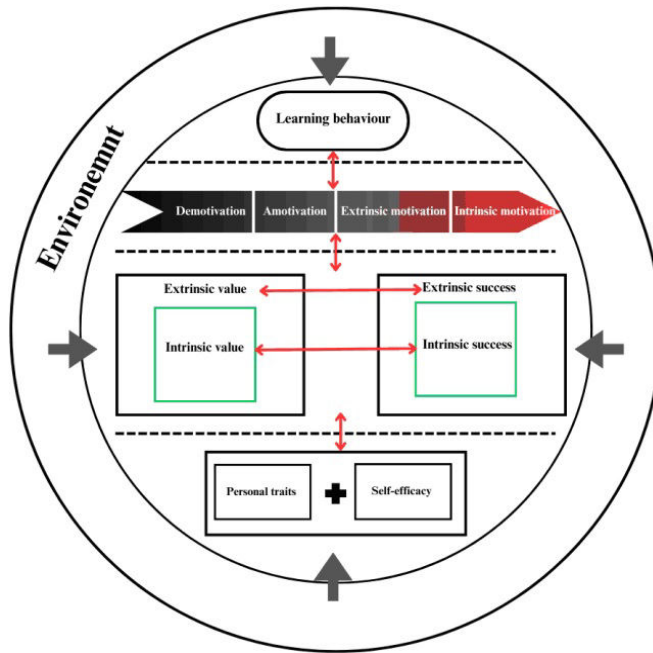 Environemnt
Learning behaviour
Demotivation Amotivation Extrinsic motivation Intrinsic motivation
Extrinsic value Extrinsic success
Intrinsic value Intrinsic success
Personal traits Self-efficacy